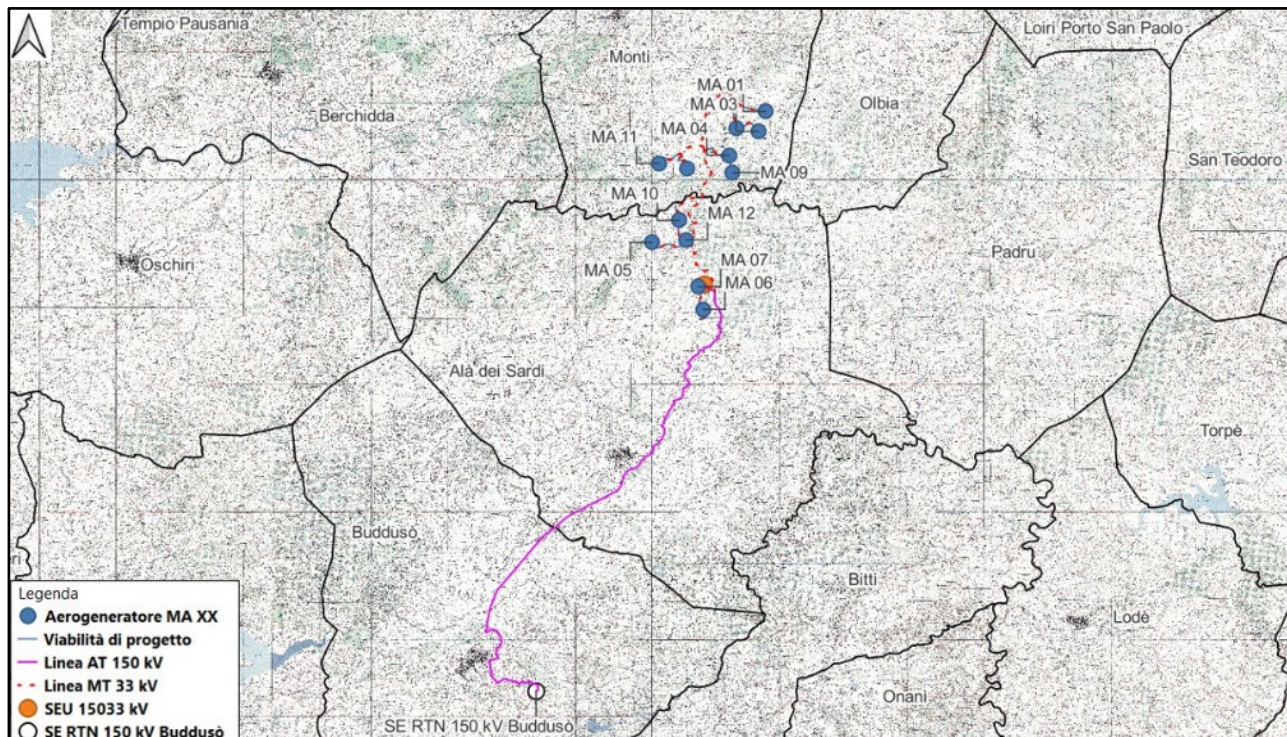 Tempio Pausania
Monti
Loiri Porto San Paolo
MA 01
MA 03
Olbia
Berchidda
MA 11
MA 04
San Teodoro
MA 09
MA 10
MA 12
Oschiri
Padru
MA 05
MA 07
MA 06
Alà dei Sardi
Torpè
Buddusò
Bitti
Lodè
Onanì
SE RTN 150 kV Buddusò
Legenda
Aerogeneratore MA XX
Viabilità di progetto
Linea AT 150 kV
Linea MT 33 kV
SEU 15033 kV
SE RTN 150 kV Buddusò